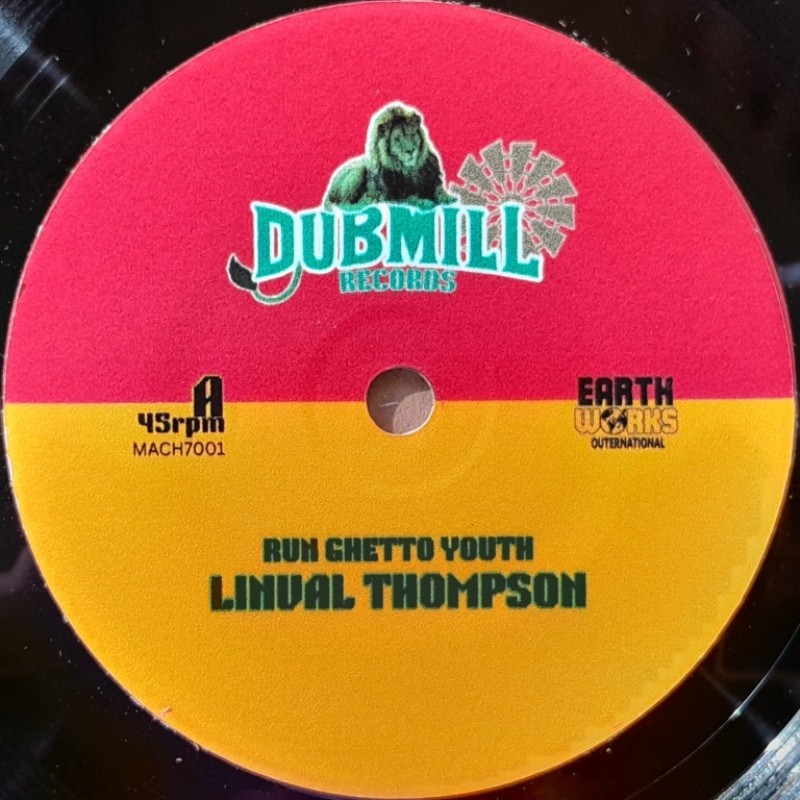 DUBMILL
RECORDS
A
45rpm
MACH7001
EARTH
WORKS
OUTERNATIONAL
RUN GHETTO YOUTH
LINVAL THOMPSON